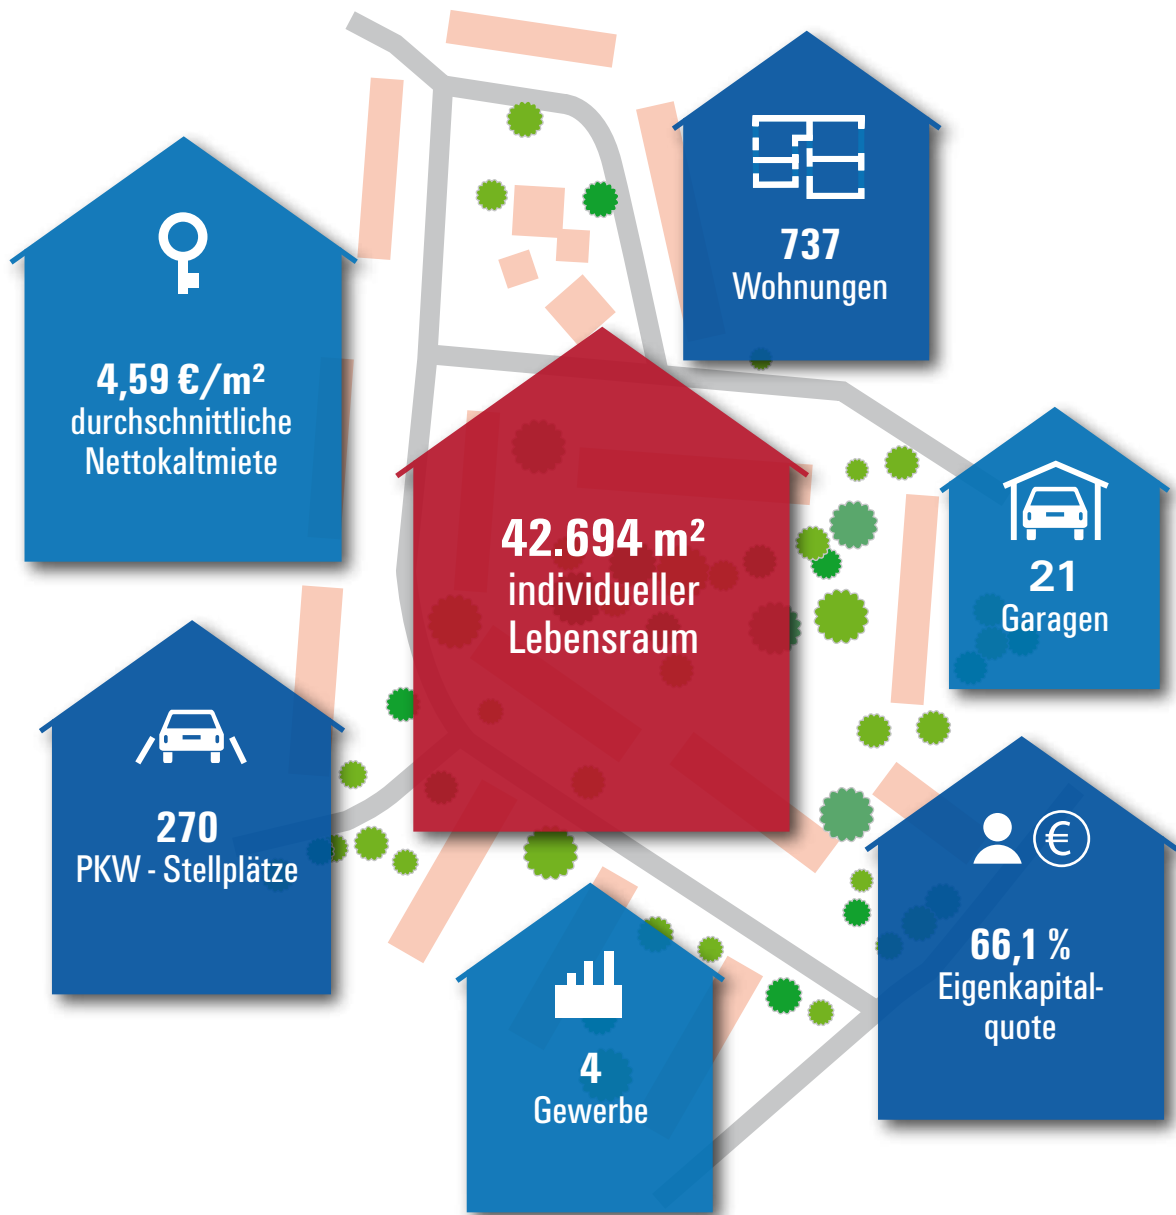 737
Wohnungen
4,59 €/m²
durchschnittliche
Nettokaltmiete
42.694 m²
individueller
Lebensraum
21
Garagen
270
PKW - Stellplätze
€
66,1 %
Eigenkapital-
quote
4
Gewerbe